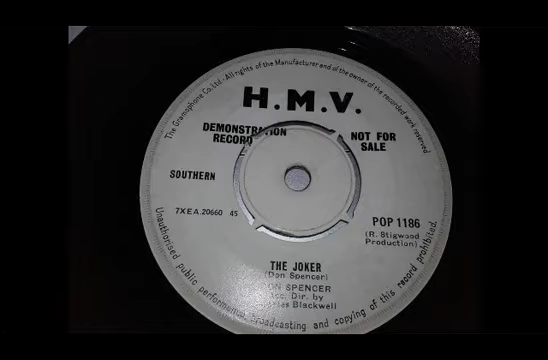 The Gramophone Co. Ltd. All rights of the Manufacturer and of the owner of the recorded work reserved
H.M.V.
DEMONSTRATION
RECORD
NOT FOR
SALE
SOUTHERN
7XEA.20660 45
POP 1186
(R. Stigwood
Production)
THE JOKER
(Don Spencer)
ON SPENCER
Dir. by
Blackwell
Unauthorised public performance, broadcasting and copying of this record prohibited.